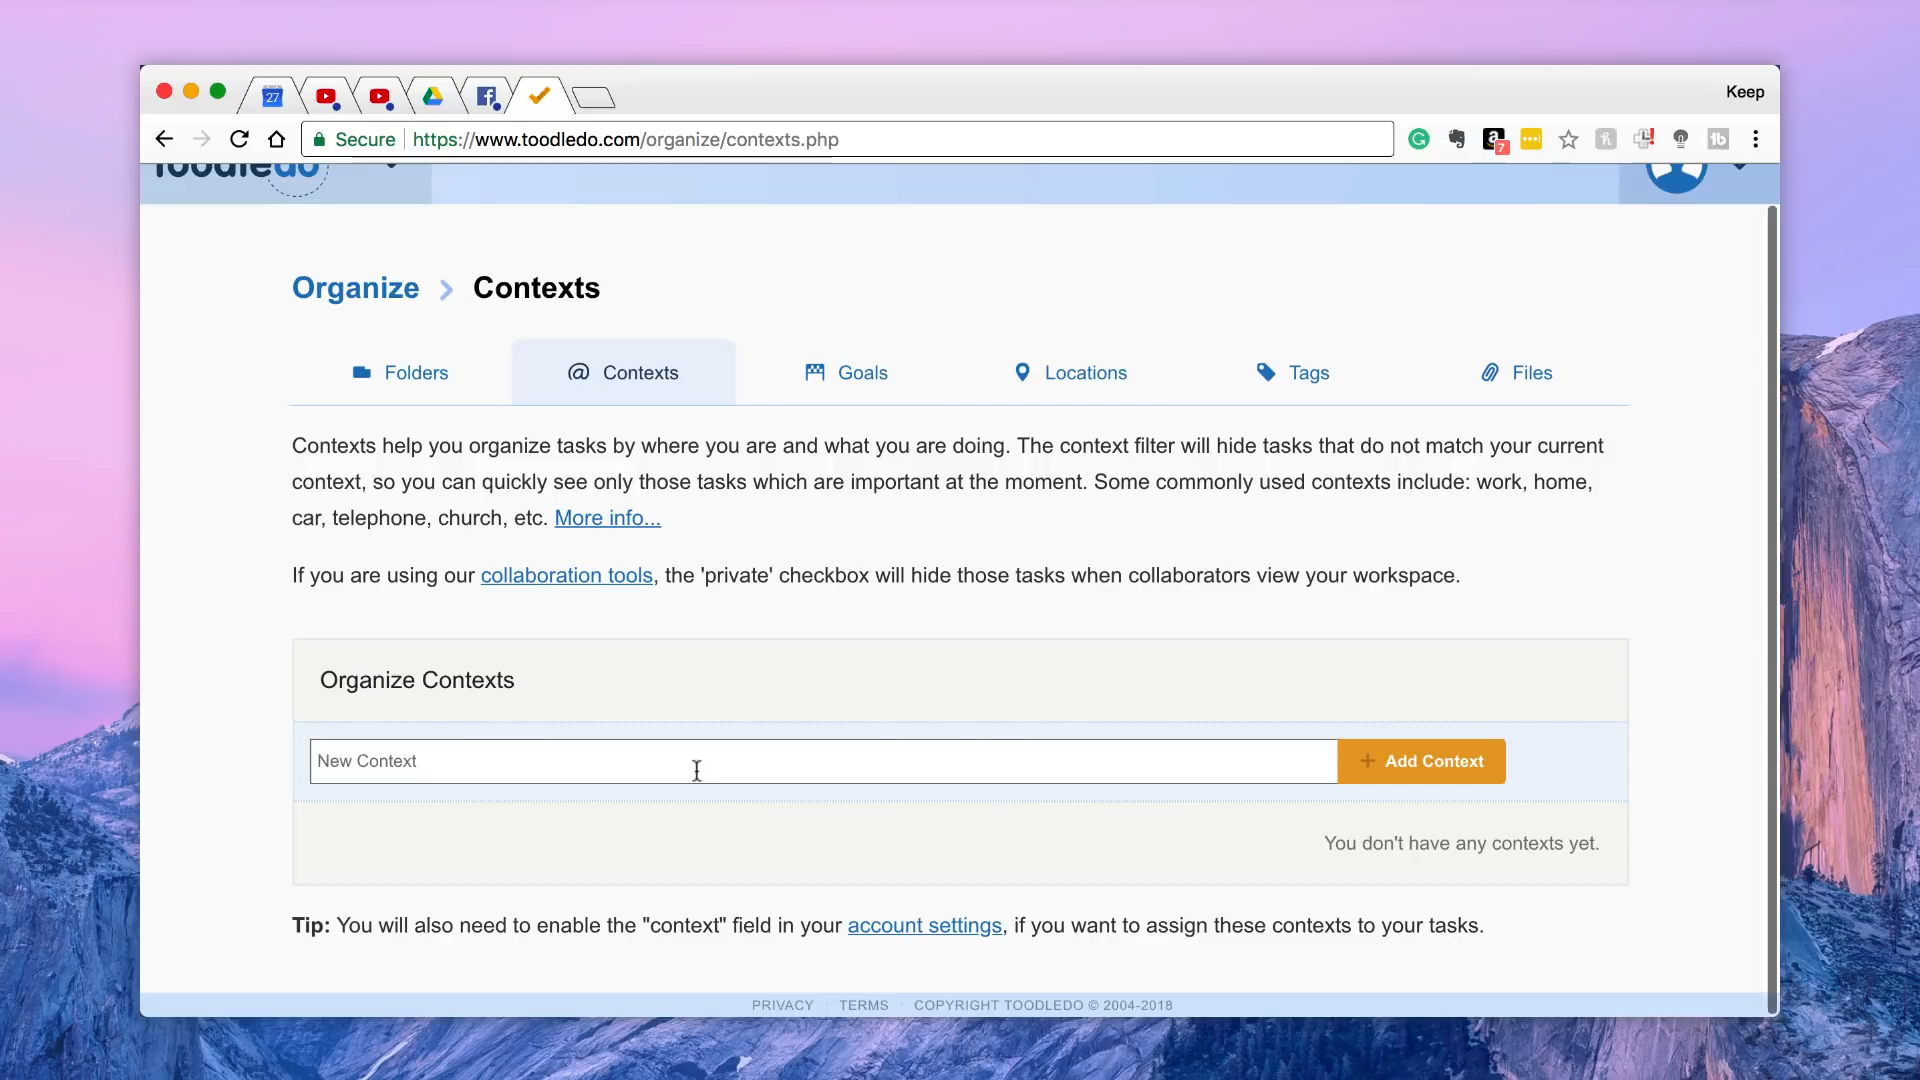 27
Keep
Secure https://www.toodledo.com/organize/contexts.php
7
toodledo
Organize Contexts
Folders
@ Contexts
Goals
Locations
Tags
Files
Contexts help you organize tasks by where you are and what you are doing. The context filter will hide tasks that do not match your current
context, so you can quickly see only those tasks which are important at the moment. Some commonly used contexts include: work, home,
car, telephone, church, etc. More info...
If you are using our collaboration tools, the 'private' checkbox will hide those tasks when collaborators view your workspace.
Organize Contexts
New Context
+ Add Context
You don't have any contexts yet.
Tip: You will also need to enable the "context" field in your account settings, if you want to assign these contexts to your tasks.
PRIVACY · TERMS · COPYRIGHT TOODLEDO © 2004-2018